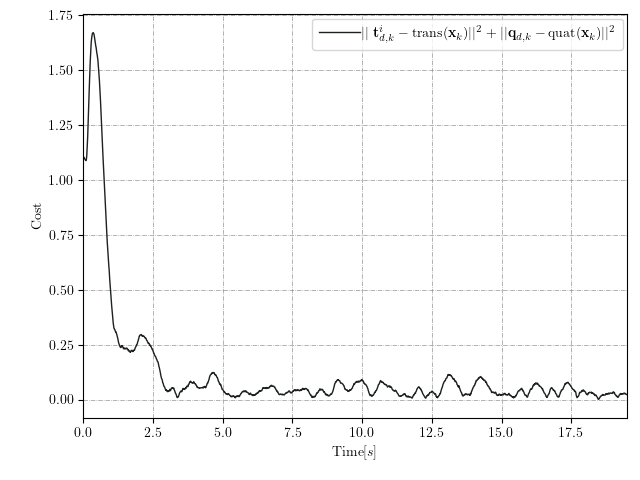 1.75
|| t^i_{d,k} − trans(x_k)||^2 + ||q_{d,k} − quat(x_k)||^2
1.50
1.25
1.00
Cost
0.75
0.50
0.25
0.00
0.0 2.5 5.0 7.5 10.0 12.5 15.0 17.5
Time[s]